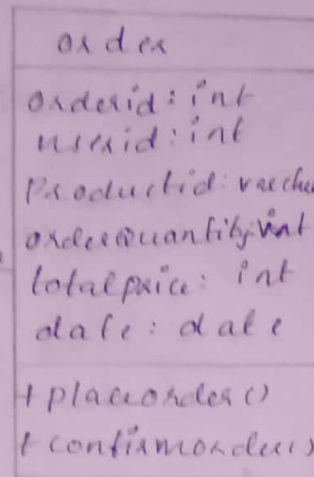 order
orderid: int
userid: int
Productid: varchar
orderQuantity: int
totalprice: int
date: date
+ placeorder()
+ confirmorder()